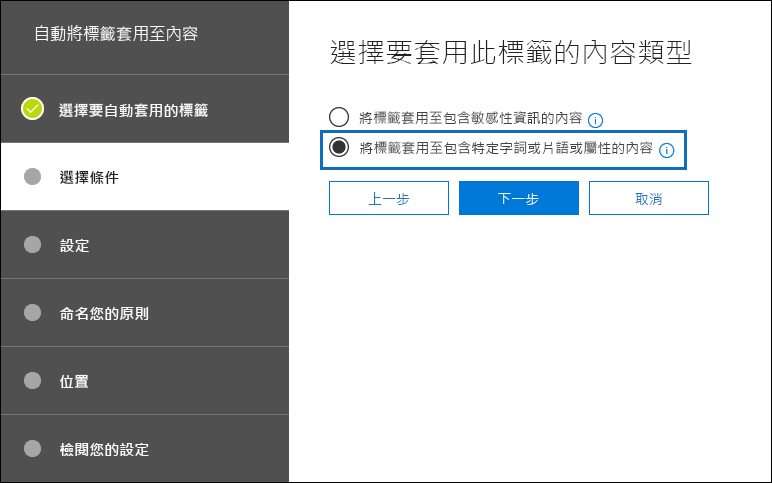 自動將標籤套用至內容
選擇要自動套用的標籤
選擇條件
設定
命名您的原則
位置
檢閱您的設定
選擇要套用此標籤的內容類型
將標籤套用至包含敏感性資訊的內容
將標籤套用至包含特定字詞或片語或屬性的內容
上一步 下一步 取消